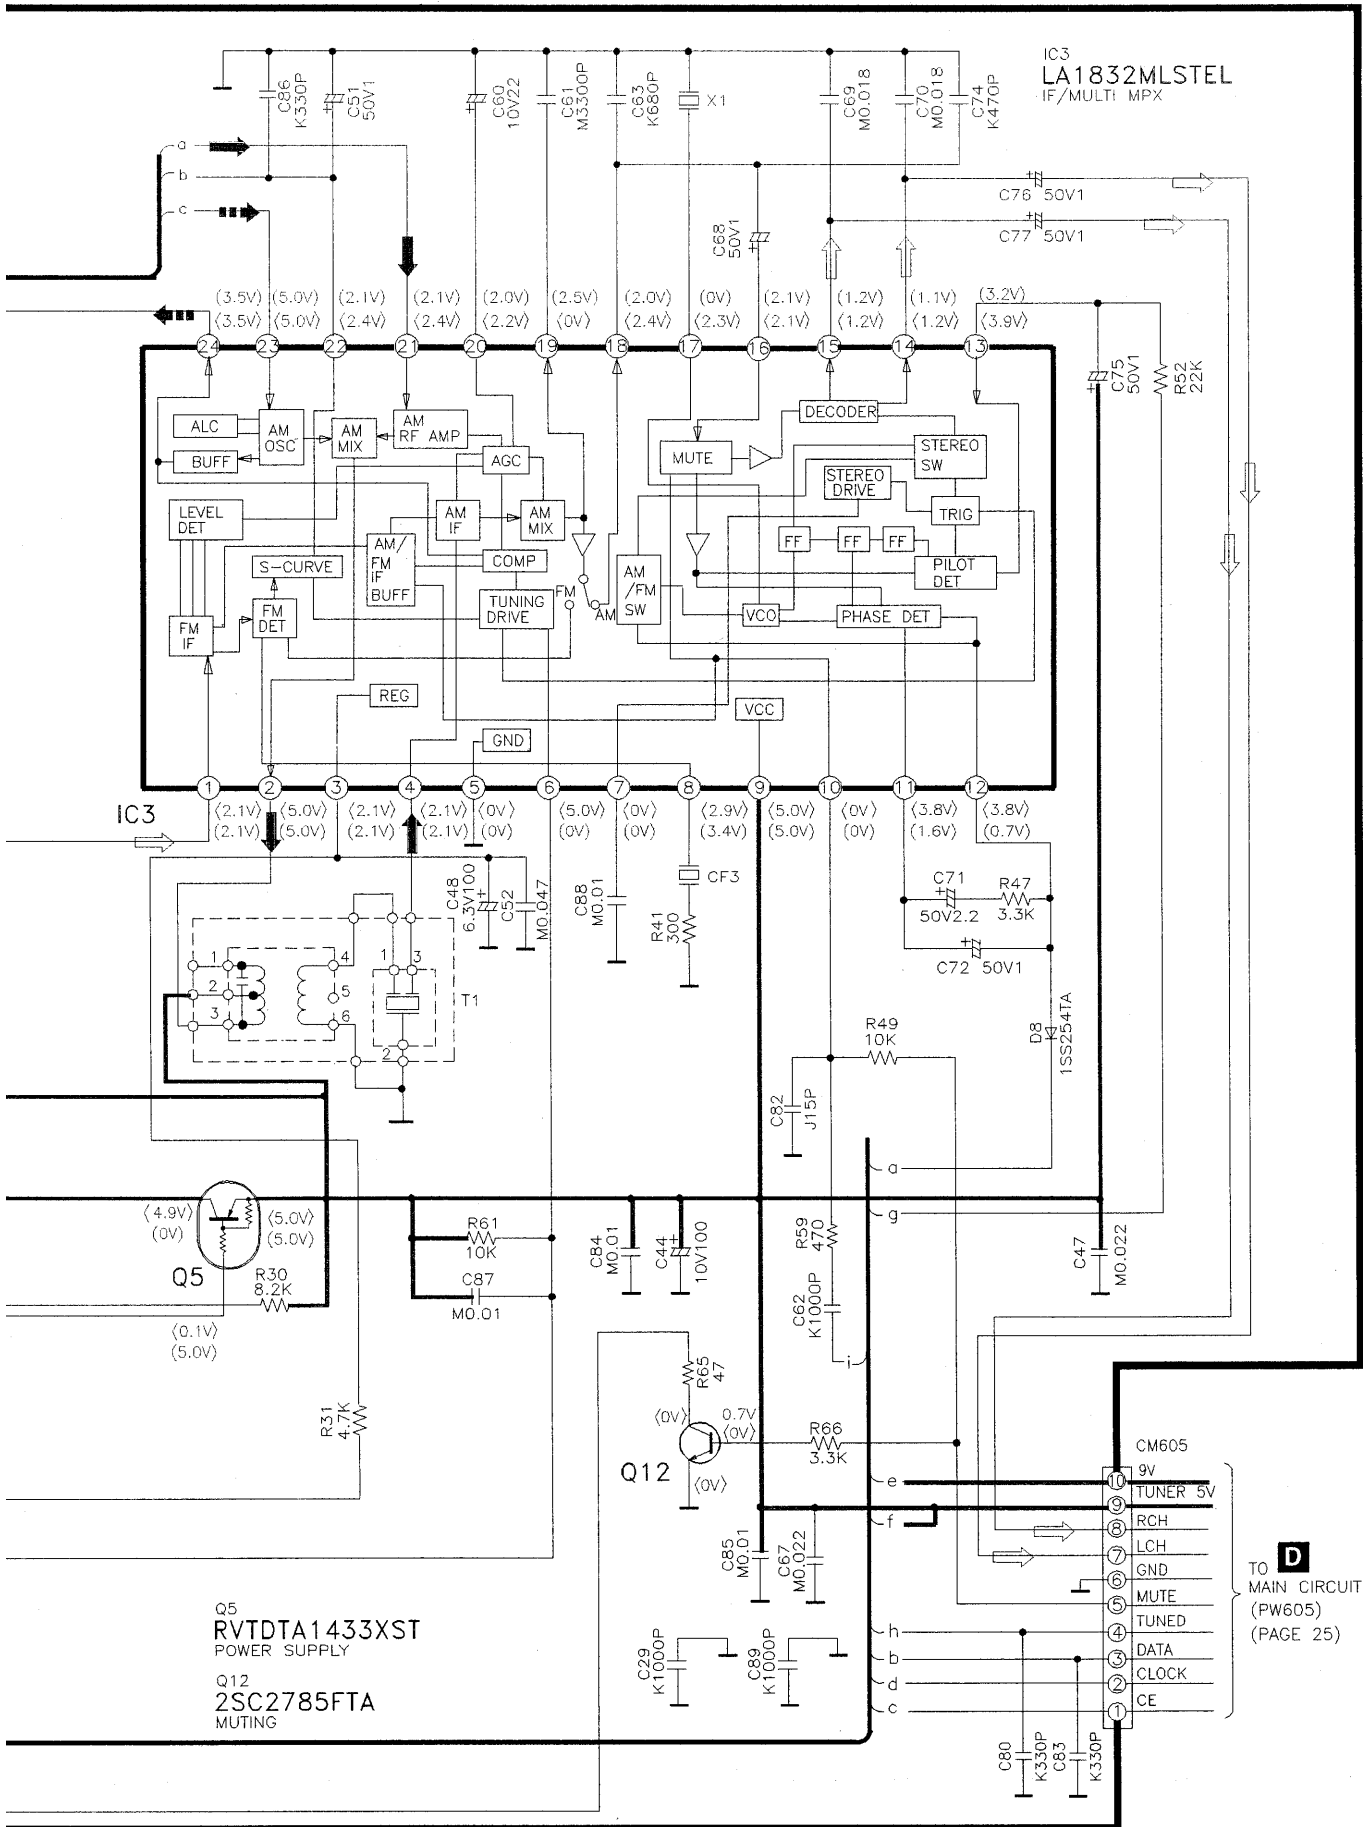 IC3
LA1832MLSTEL
IF/MULTI MPX
C86
K330P
C51
50V1
C60
10V22
C61
M3300P
C63
K680P
X1
C69
M0.018
C70
M0.018
C74
K470P
a
b
c
C68
50V1
C76 50V1
C77 50V1
(3.5V) (5.0V) (2.1V) (2.1V) (2.0V) (2.5V) (2.0V) (0V) (2.1V) (1.2V) (1.1V) (3.2V)
⟨3.5V⟩ ⟨5.0V⟩ ⟨2.4V⟩ ⟨2.4V⟩ ⟨2.2V⟩ ⟨0V⟩ ⟨2.4V⟩ ⟨2.3V⟩ ⟨2.1V⟩ ⟨1.2V⟩ ⟨1.2V⟩ ⟨3.9V⟩
24 23 22 21 20 19 18 17 16 15 14 13
C75
50V1
R52
22K
ALC
AM
OSC
BUFF
AM
MIX
AM
RF AMP
AGC
MUTE
DECODER
STEREO
SW
STEREO
DRIVE
TRIG
LEVEL
DET
AM
IF
AM
MIX
FF
FF
FF
S-CURVE
AM/
FM
IF
BUFF
COMP
PILOT
DET
AM
/FM
SW
FM
AM
TUNING
DRIVE
FM
DET
FM
IF
VCO
PHASE DET
REG
VCC
GND
1 2 3 4 5 6 7 8 9 10 11 12
IC3
⟨2.1V⟩ ⟨5.0V⟩ ⟨2.1V⟩ ⟨2.1V⟩ ⟨0V⟩ ⟨5.0V⟩ ⟨0V⟩ ⟨2.9V⟩ ⟨5.0V⟩ ⟨0V⟩ ⟨3.8V⟩ ⟨3.8V⟩
(2.1V) (5.0V) (2.1V) (2.1V) (0V) (0V) (0V) (3.4V) (5.0V) (0V) (1.6V) (0.7V)
C48
6.3V100
C52
M0.047
C88
M0.01
CF3
R41
300
C71
50V2.2
R47
3.3K
C72 50V1
1
2
3
4
5
6
1
3
2
T1
R49
10K
D8
1SS254TA
C82
J15P
a
g
⟨4.9V⟩
(0V)
⟨5.0V⟩
(5.0V)
Q5
R61
10K
C87
M0.01
C84
M0.01
C44
10V100
R59
470
C47
M0.022
R30
8.2K
C62
K1000P
i
⟨0.1V⟩
(5.0V)
R65
47
R31
4.7K
⟨0V⟩
0.7V
⟨0V⟩
R66
3.3K
Q12
⟨0V⟩
e
f
CM605
10 9V
9 TUNER 5V
8 RCH
7 LCH
6 GND
5 MUTE
4 TUNED
3 DATA
2 CLOCK
1 CE
TO D
MAIN CIRCUIT
(PW605)
(PAGE 25)
C85
M0.01
C67
M0.022
h
b
d
c
C29
K1000P
C89
K1000P
C80
K330P
C83
K330P
Q5
RVTDTA1433XST
POWER SUPPLY
Q12
2SC2785FTA
MUTING